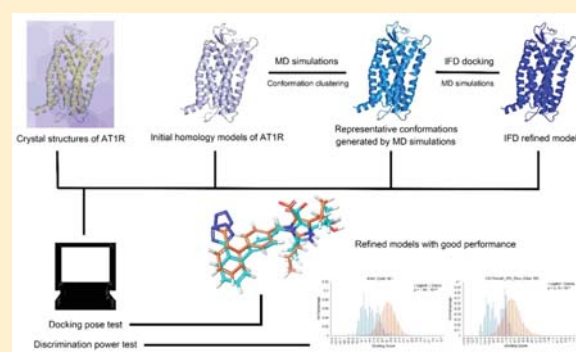 MD simulations
Conformation clustering
IFD docking
MD simulations
Crystal structures of AT1R
Initial homology models of AT1R
Representative conformations
generated by MD simulations
IFD refined model
Refined models with good performance
Docking pose test
Discrimination power test